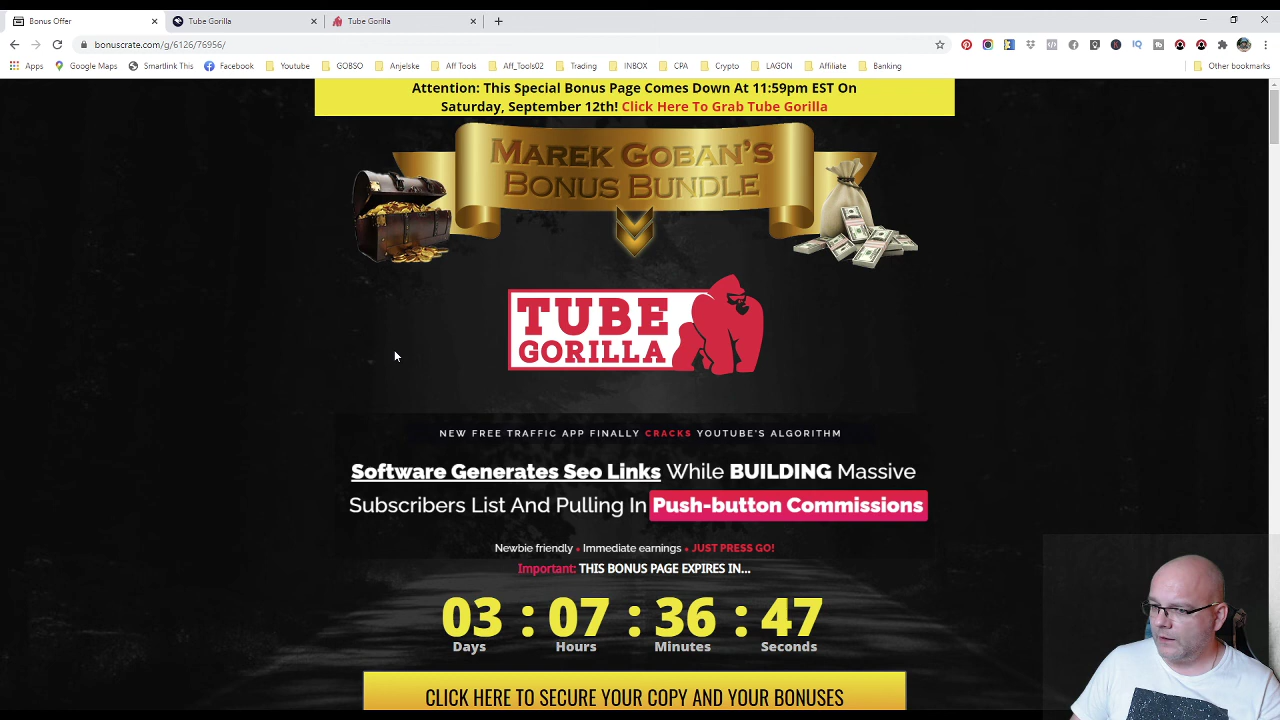 Bonus Offer
Tube Gorilla
Tube Gorilla
bonuscrate.com/g/6126/76956/
Apps
Google Maps
Smartlink This
Facebook
Youtube
GOBSO
Anjelske
Aff Tools
Aff_Tools02
Trading
INBOX
CPA
Crypto
LAGON
Affiliate
Banking
Other bookmarks
Attention: This Special Bonus Page Comes Down At 11:59pm EST On
Saturday, September 12th! Click Here To Grab Tube Gorilla
MAREK GOBAN'S
BONUS BUNDLE
TUBE
GORILLA
NEW FREE TRAFFIC APP FINALLY CRACKS YOUTUBE'S ALGORITHM
Software Generates Seo Links While BUILDING Massive
Subscribers List And Pulling In Push-button Commissions
Newbie friendly • Immediate earnings • JUST PRESS GO!
Important: THIS BONUS PAGE EXPIRES IN...
03 : 07 : 36 : 47
Days Hours Minutes Seconds
CLICK HERE TO SECURE YOUR COPY AND YOUR BONUSES